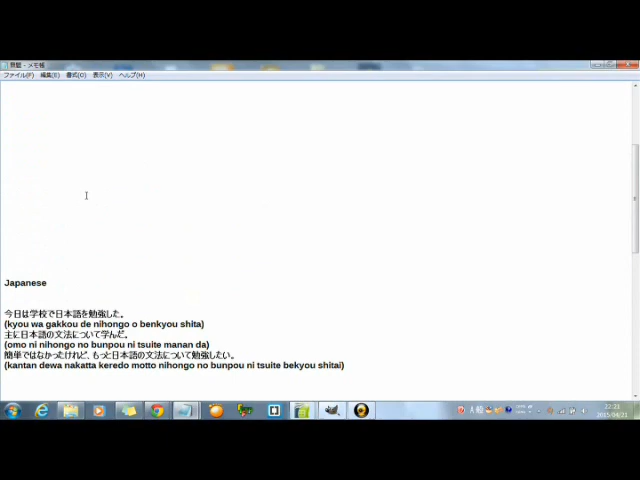 無題 - メモ帳
ファイル(F) 編集(E) 書式(O) 表示(V) ヘルプ(H)
Japanese
今日は学校で日本語を勉強した。
(kyou wa gakkou de nihongo o benkyou shita)
主に日本語の文法について学んだ。
(omo ni nihongo no bunpou ni tsuite manan da)
簡単ではなかったけれど、もっと日本語の文法について勉強したい。
(kantan dewa nakatta keredo motto nihongo no bunpou ni tsuite bekyou shitai)
22:21
2015/04/21